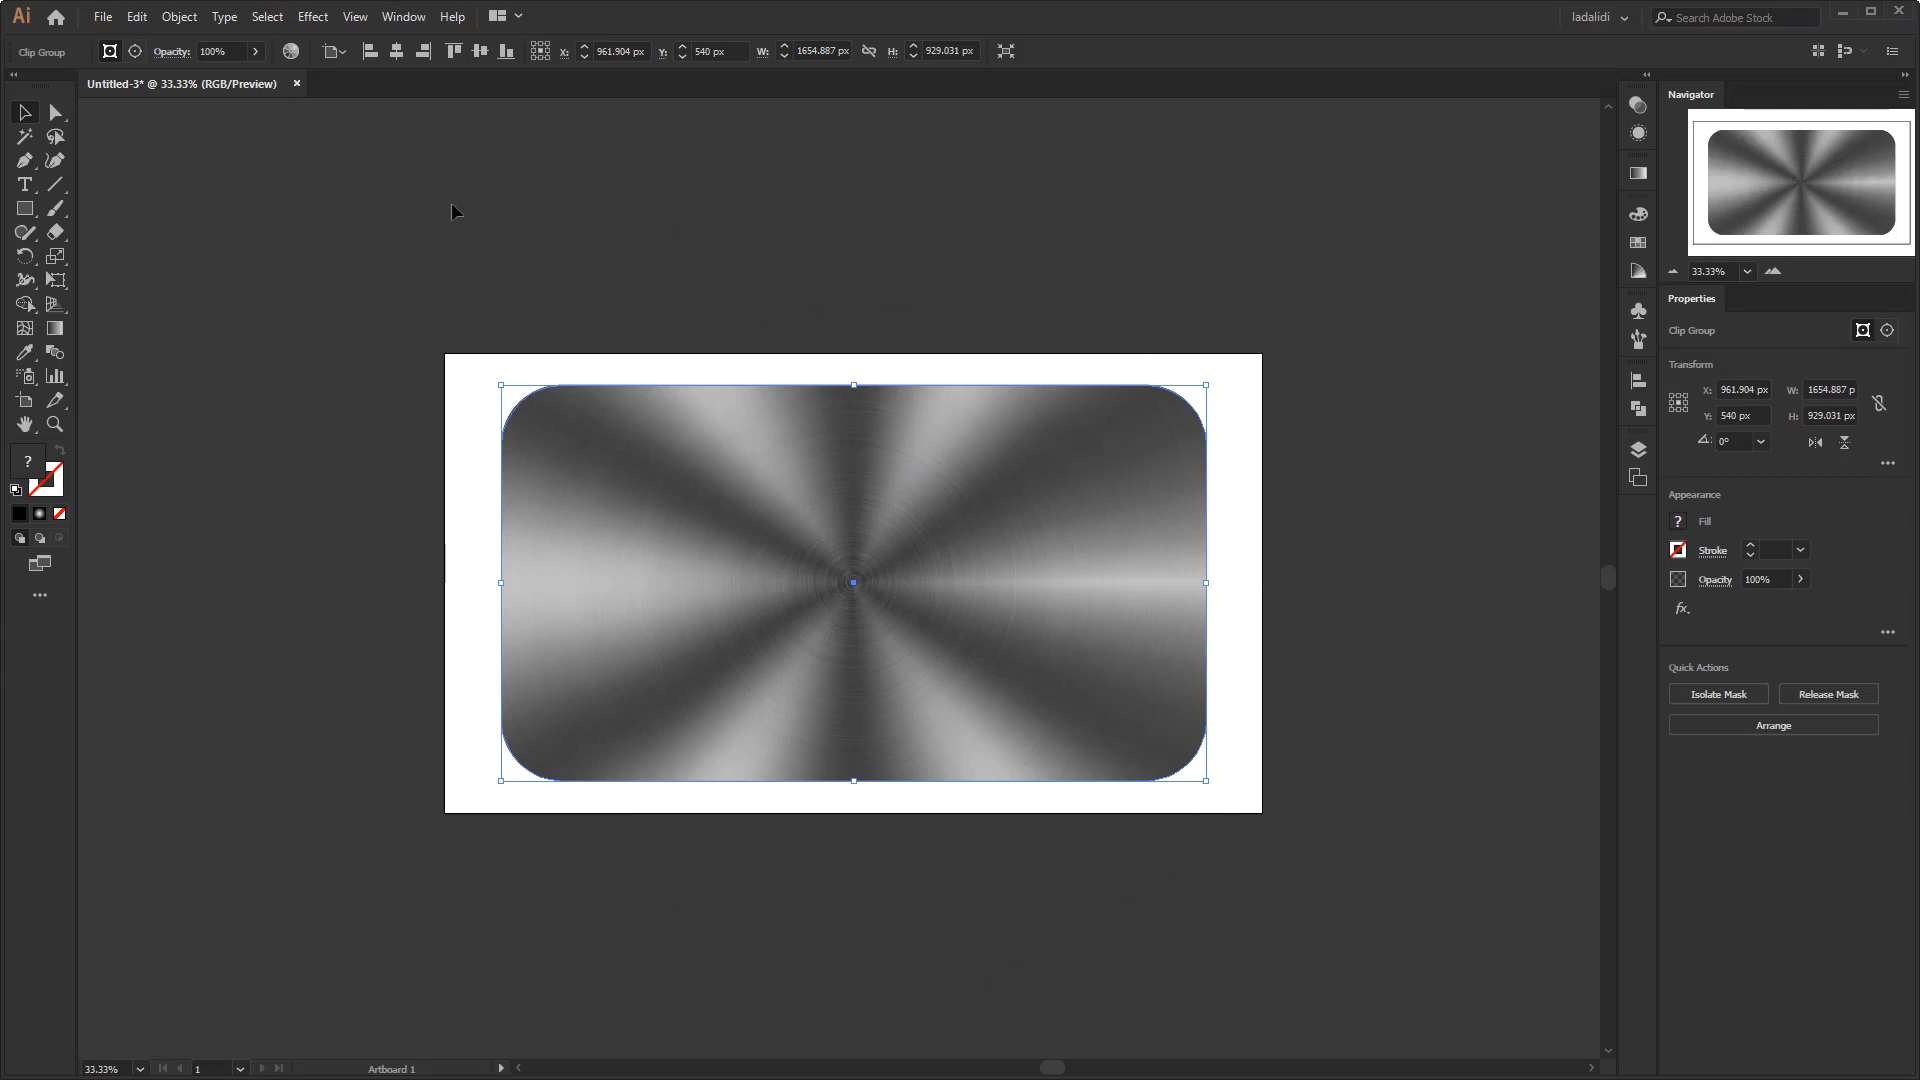 Ai File Edit Object Type Select Effect View Window Help ladalidi Search Adobe Stock
Clip Group Opacity: 100% X: 961.904 px Y: 540 px W: 1654.887 px H: 929.031 px
Untitled-3* @ 33.33% (RGB/Preview)
Navigator
33.33%
Properties
Clip Group
Transform
X: 961.904 px W: 1654.887 p
Y: 540 px H: 929.031 px
0°
Appearance
? Fill
Stroke
Opacity 100%
fx.
Quick Actions
Isolate Mask Release Mask
Arrange
T
?
33.33% 1 Artboard 1